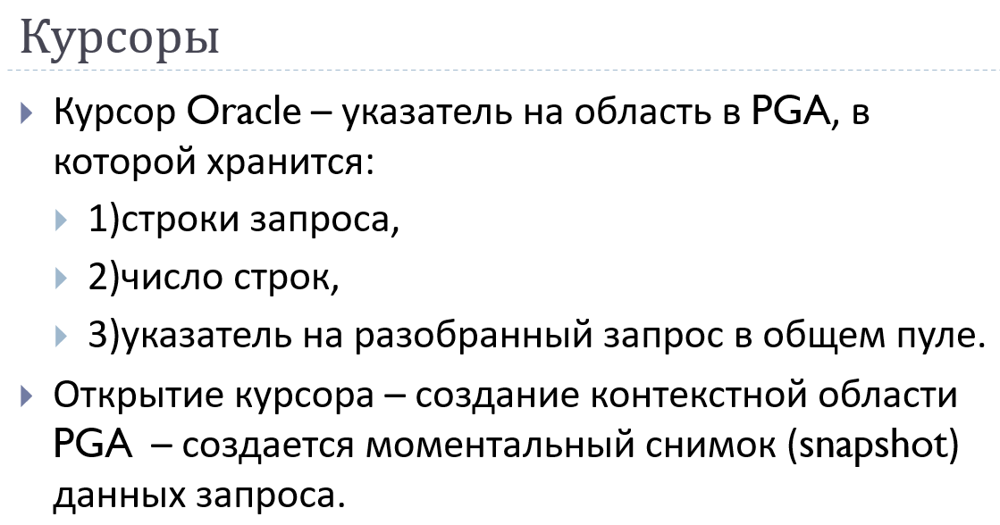 Курсоры
Курсор Oracle – указатель на область в PGA, в
которой хранится:
1)строки запроса,
2)число строк,
3)указатель на разобранный запрос в общем пуле.
Открытие курсора – создание контекстной области
PGA – создается моментальный снимок (snapshot)
данных запроса.